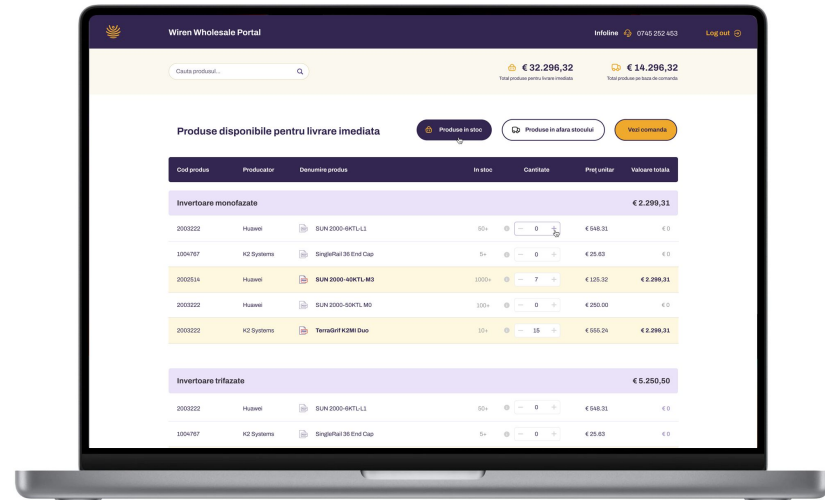 Wiren Wholesale Portal
Infoline 0745 252 453 Log out
Cauta produsul...
€ 32.296,32 € 14.296,32
Total produse pentru livrare imediata Total produse pe baza de comanda
Produse disponibile pentru livrare imediata
Produse in stoc Produse in afara stocului Vezi comanda
Cod produs Producator Denumire produs In stoc Cantitate Preț unitar Valoare totala
Invertoare monofazate € 2.299,31
2003222 Huawei SUN 2000-6KTL-L1 50+ − 0 + € 548.31 € 0
1004767 K2 Systems SingleRail 36 End Cap 5+ − 0 + € 25.63 € 0
2002514 Huawei SUN 2000-40KTL-M3 1000+ − 7 + € 125.32 € 2.299,31
2003222 Huawei SUN 2000-50KTL M0 100+ − 0 + € 250.00 € 0
2003222 K2 Systems TerraGrif K2MI Duo 10+ − 15 + € 555.24 € 2.299,31
Invertoare trifazate € 5.250,50
2003222 Huawei SUN 2000-6KTL-L1 50+ − 0 + € 548.31 € 0
1004767 K2 Systems SingleRail 36 End Cap 5+ − 0 + € 25.63 € 0